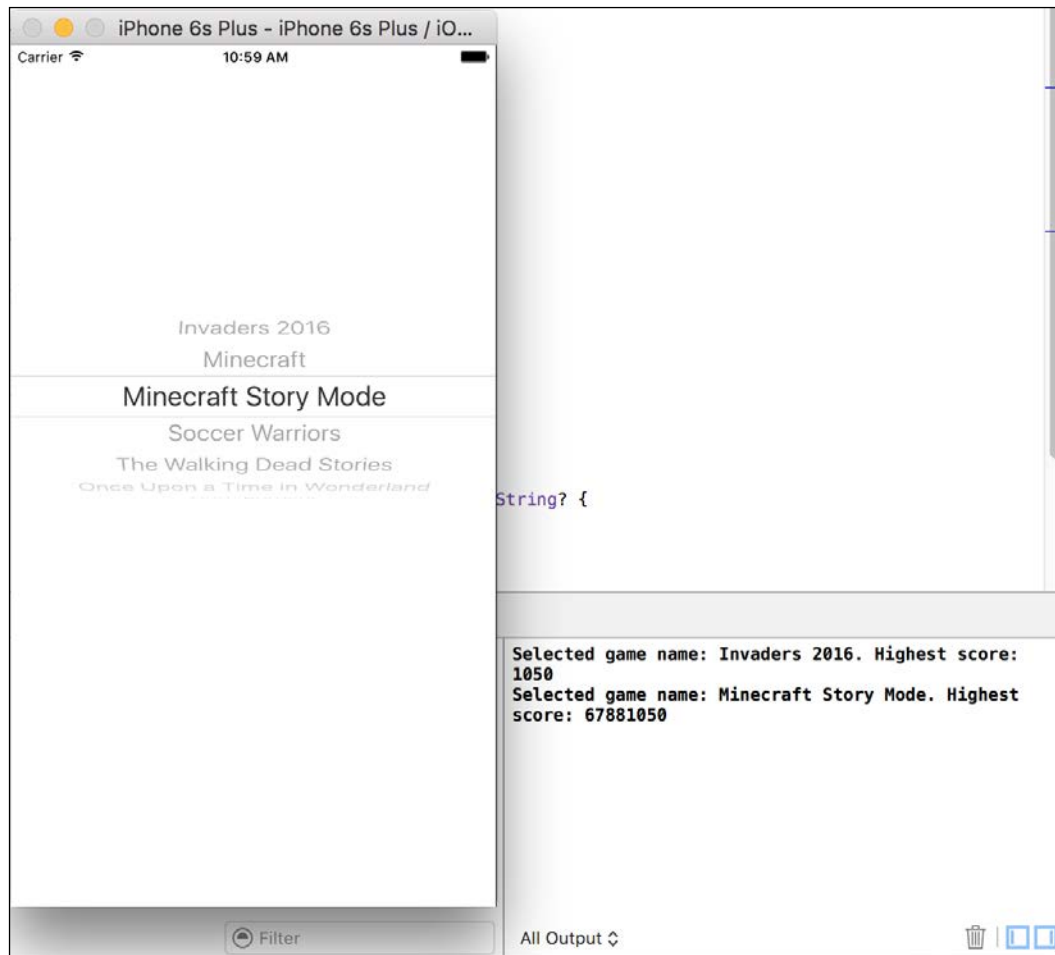 iPhone 6s Plus - iPhone 6s Plus / iO...
Carrier
10:59 AM
Invaders 2016
Minecraft
Minecraft Story Mode
Soccer Warriors
The Walking Dead Stories
Once Upon a Time in Wonderland
String? {
Selected game name: Invaders 2016. Highest score:
1050
Selected game name: Minecraft Story Mode. Highest
score: 67881050
Filter
All Output